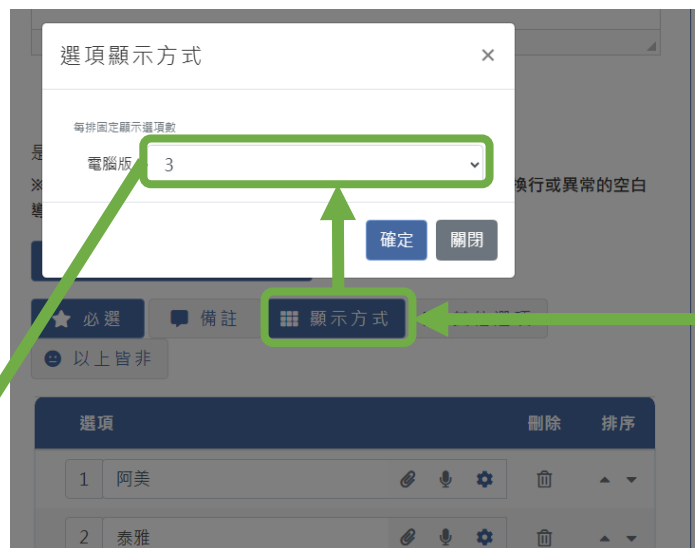 選項顯示方式 ×
每排固定顯示選項數
電腦版 3
換行或異常的空白
確定 關閉
必選 備註 顯示方式
以上皆非
選項 刪除 排序
1 阿美
2 泰雅